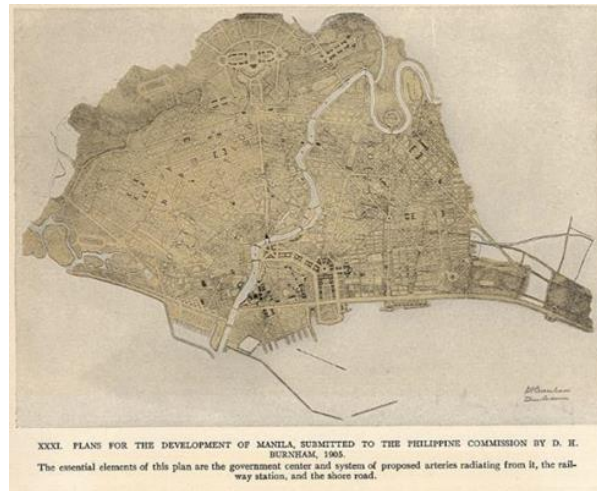 XXXI. PLANS FOR THE DEVELOPMENT OF MANILA, SUBMITTED TO THE PHILIPPINE COMMISSION BY D. H.
BURNHAM, 1905.
The essential elements of this plan are the government center and system of proposed arteries radiating from it, the rail-
way station, and the shore road.